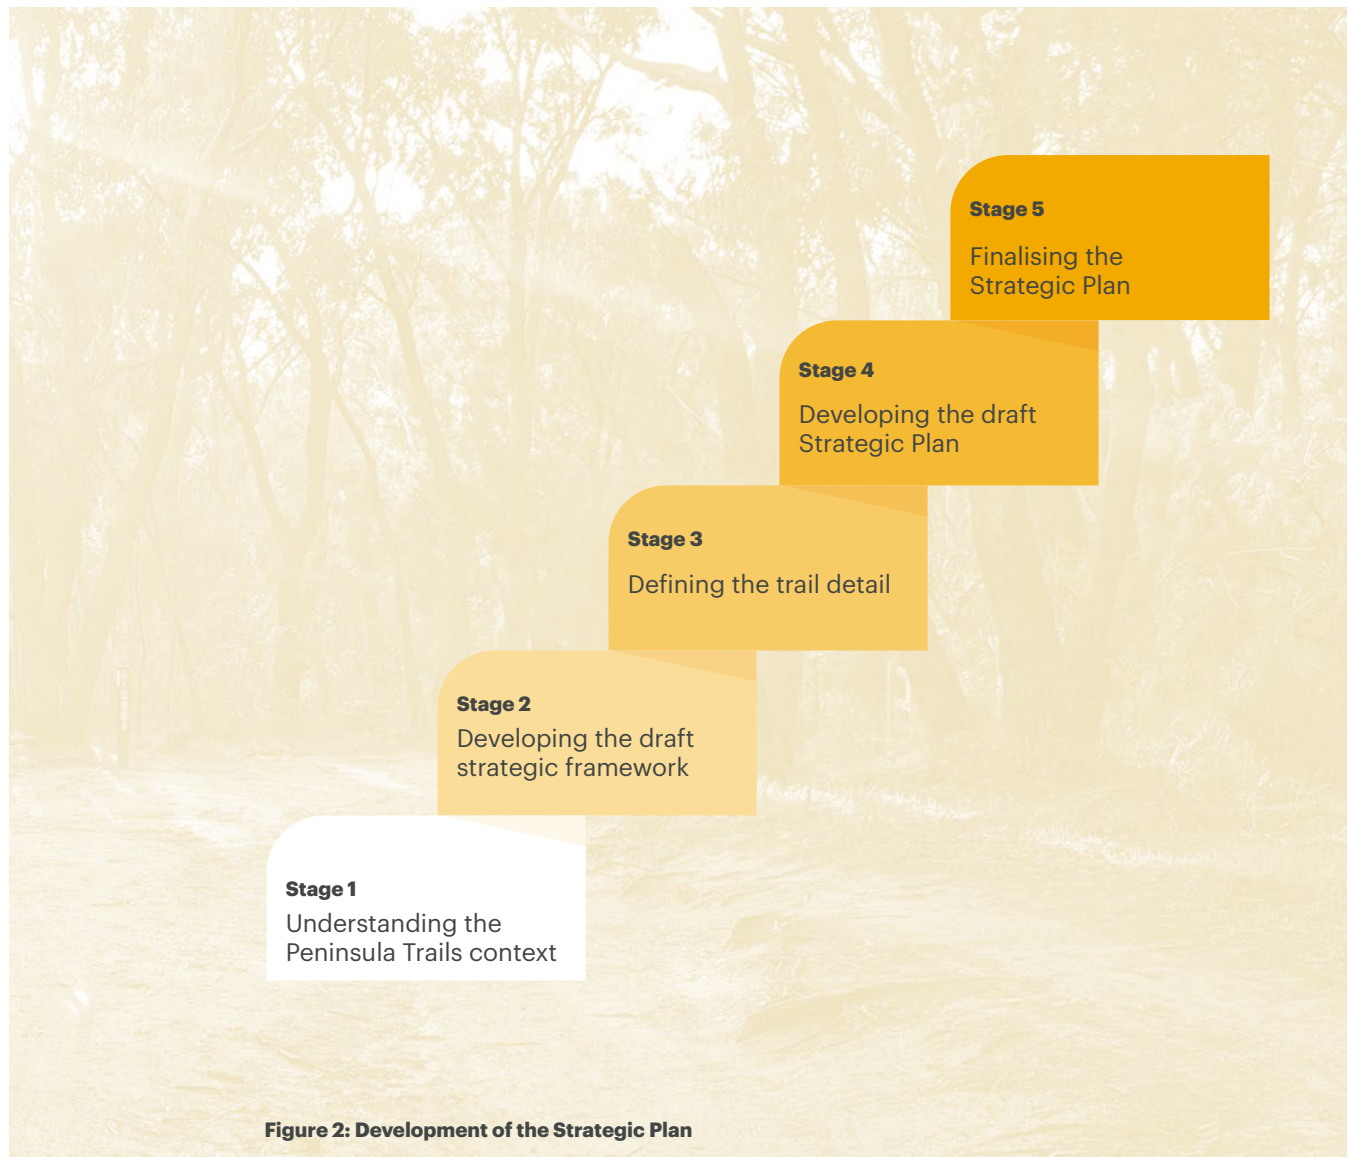 Stage 5
Finalising the
Strategic Plan
Stage 4
Developing the draft
Strategic Plan
Stage 3
Defining the trail detail
Stage 2
Developing the draft
strategic framework
Stage 1
Understanding the
Peninsula Trails context
Figure 2: Development of the Strategic Plan